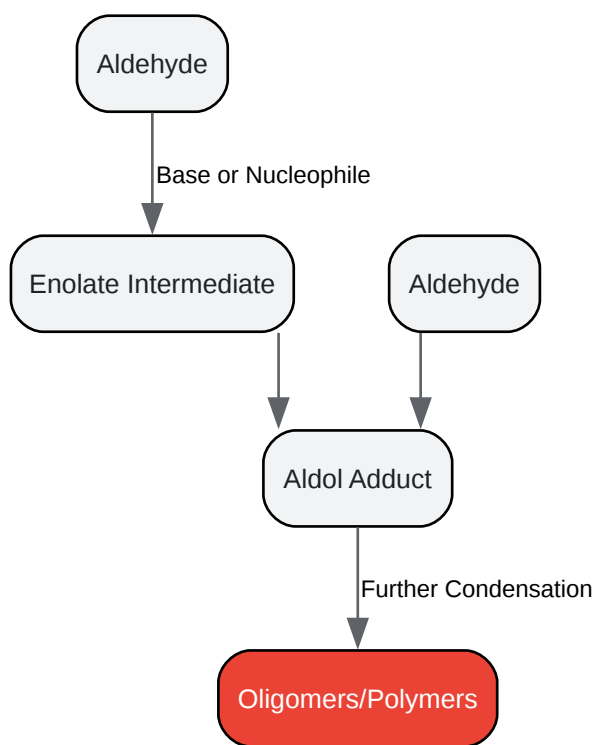 Aldehyde
Base or Nucleophile
Enolate Intermediate
Aldehyde
Aldol Adduct
Further Condensation
Oligomers/Polymers